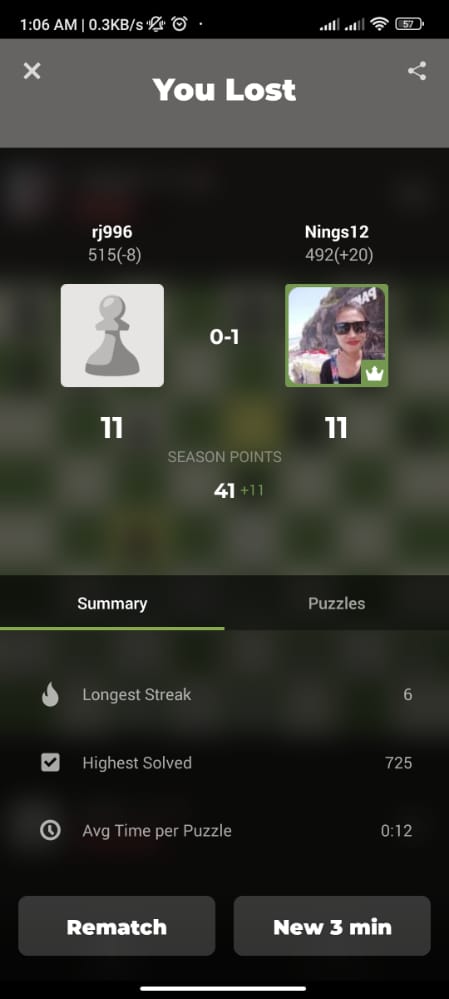 1:06 AM | 0.3KB/s
57
You Lost
rj996
Nings12
515(-8)
492(+20)
0-1
11
11
SEASON POINTS
41 +11
Summary
Puzzles
Longest Streak
6
Highest Solved
725
Avg Time per Puzzle
0:12
Rematch
New 3 min